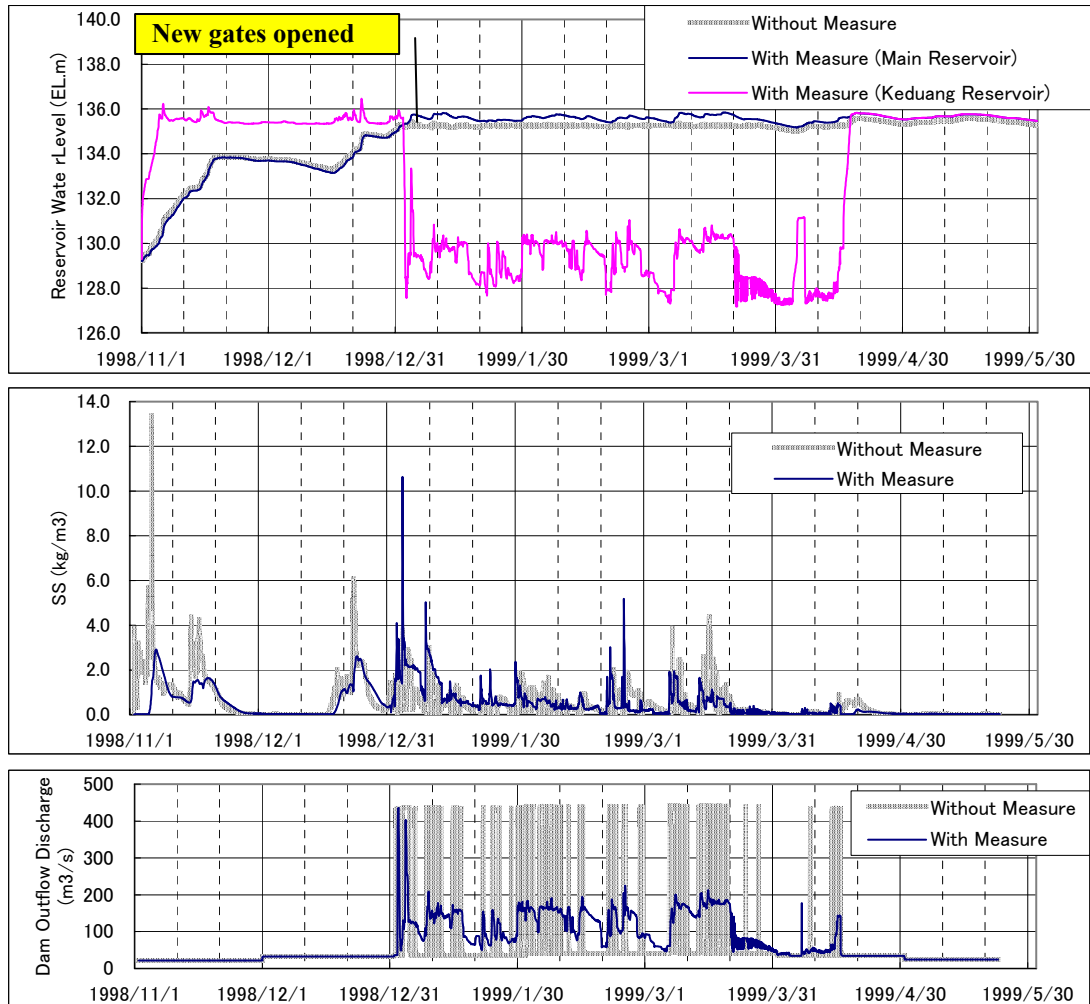 New gates opened
Without Measure
With Measure (Main Reservoir)
With Measure (Keduang Reservoir)
Reservoir Wate rLevel (EL.m)
140.0
138.0
136.0
134.0
132.0
130.0
128.0
126.0
1998/11/1 1998/12/1 1998/12/31 1999/1/30 1999/3/1 1999/3/31 1999/4/30 1999/5/30
Without Measure
With Measure
SS (kg/m3)
14.0
12.0
10.0
8.0
6.0
4.0
2.0
0.0
1998/11/1 1998/12/1 1998/12/31 1999/1/30 1999/3/1 1999/3/31 1999/4/30 1999/5/30
Without Measure
With Measure
Dam Outflow Discharge
(m3/s)
500
400
300
200
100
0
1998/11/1 1998/12/1 1998/12/31 1999/1/30 1999/3/1 1999/3/31 1999/4/30 1999/5/30